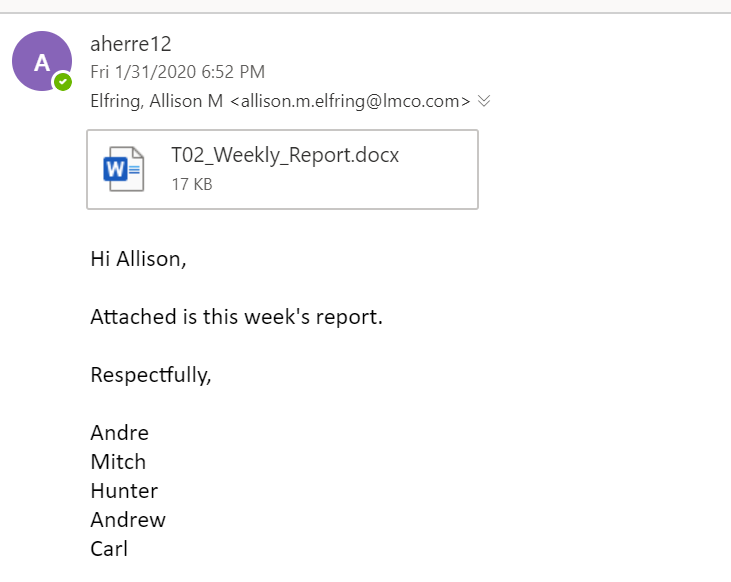 A
aherre12
Fri 1/31/2020 6:52 PM
Elfring, Allison M <allison.m.elfring@lmco.com>
W
T02_Weekly_Report.docx
17 KB
Hi Allison,
Attached is this week's report.
Respectfully,
Andre
Mitch
Hunter
Andrew
Carl